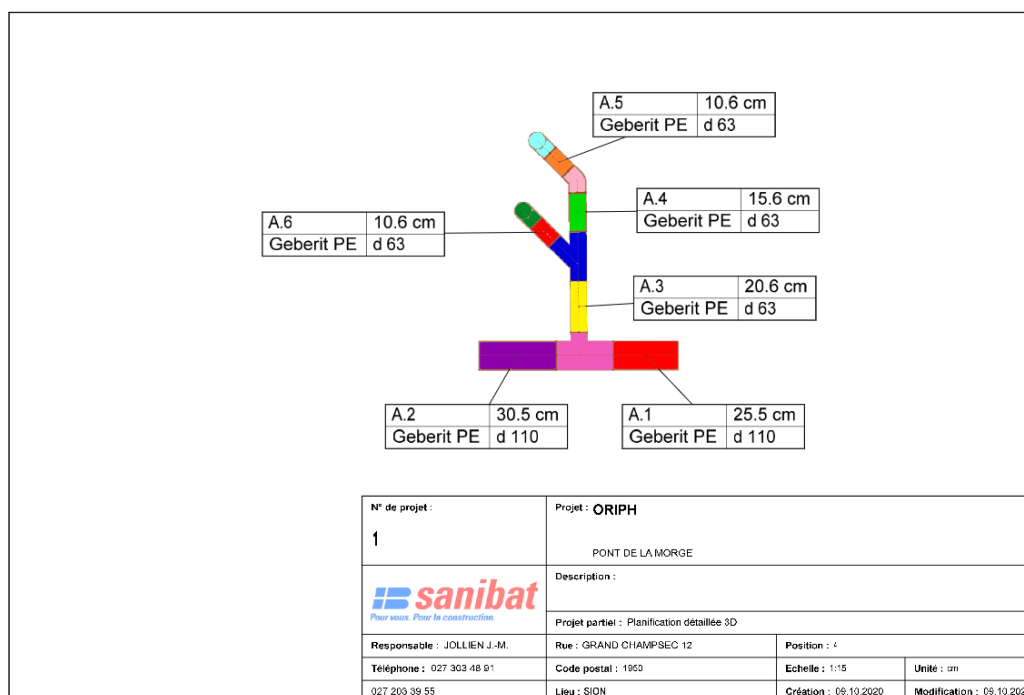 A.5 10.6 cm
Geberit PE d 63
A.4 15.6 cm
Geberit PE d 63
A.6 10.6 cm
Geberit PE d 63
A.3 20.6 cm
Geberit PE d 63
A.2 30.5 cm
Geberit PE d 110
A.1 25.5 cm
Geberit PE d 110
N° de projet :
1
Projet : ORIPH
PONT DE LA MORGE
sanibat
Pour vous. Pour la construction.
Description :
Projet partiel : Planification détaillée 3D
Responsable : JOLLIEN J.-M. Rue : GRAND CHAMPSEC 12 Position : 4
Téléphone : 027 303 48 91 Code postal : 1950 Echelle : 1:15 Unité : cm
027 203 39 55 Lieu : SION Création : 09.10.2020 Modification : 09.10.202